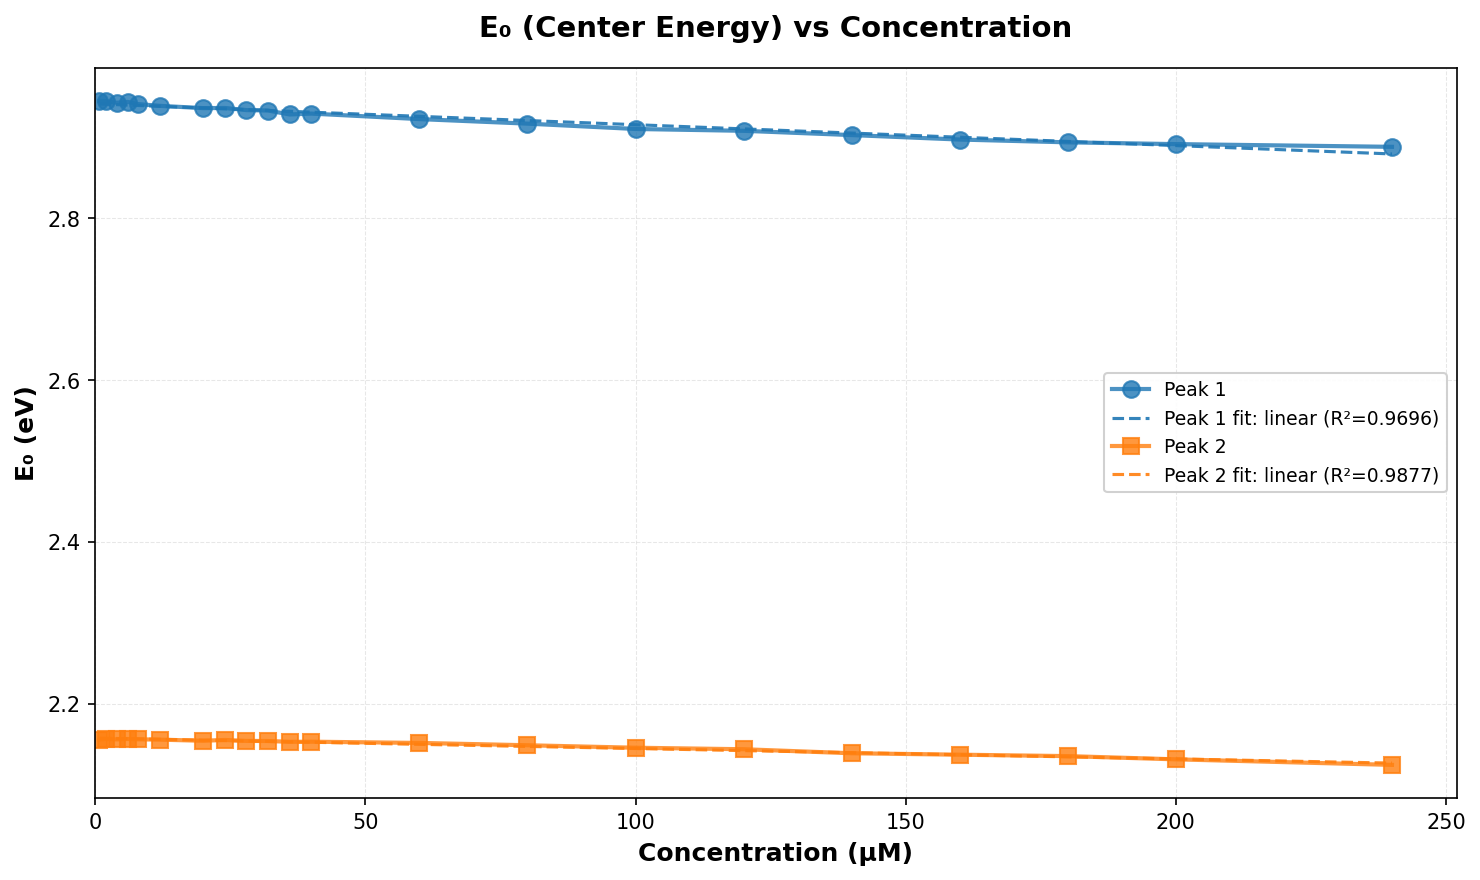 E₀ (Center Energy) vs Concentration
E₀ (eV)
2.8
2.6
2.4
2.2
Peak 1
Peak 1 fit: linear (R²=0.9696)
Peak 2
Peak 2 fit: linear (R²=0.9877)
0 50 100 150 200 250
Concentration (μM)